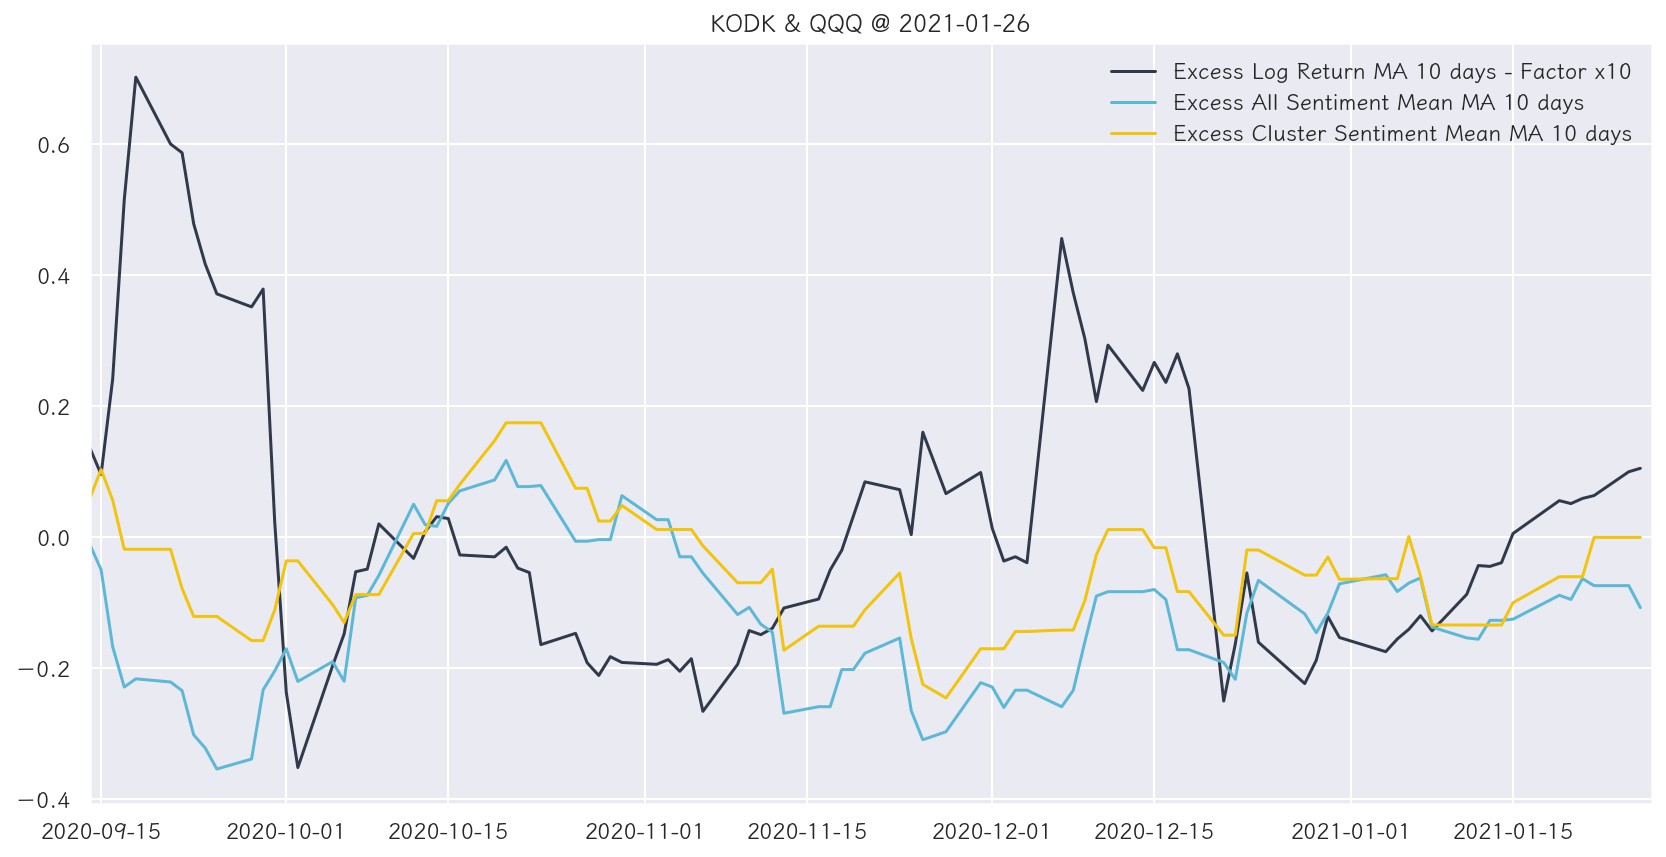 KODK & QQQ @ 2021-01-26
Excess Log Return MA 10 days - Factor x10
Excess All Sentiment Mean MA 10 days
Excess Cluster Sentiment Mean MA 10 days
0.6
0.4
0.2
0.0
−0.2
−0.4
2020-09-15 2020-10-01 2020-10-15 2020-11-01 2020-11-15 2020-12-01 2020-12-15 2021-01-01 2021-01-15